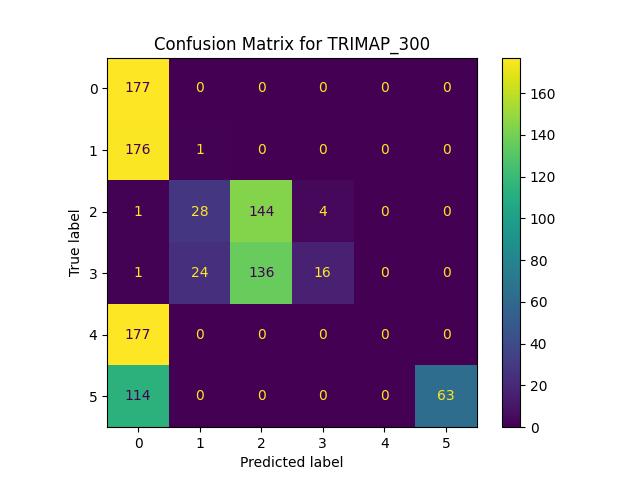 Confusion Matrix for TRIMAP_300
0 177 0 0 0 0 0
1 176 1 0 0 0 0
2 1 28 144 4 0 0
3 1 24 136 16 0 0
4 177 0 0 0 0 0
5 114 0 0 0 0 63
0 1 2 3 4 5
Predicted label
True label
160
140
120
100
80
60
40
20
0